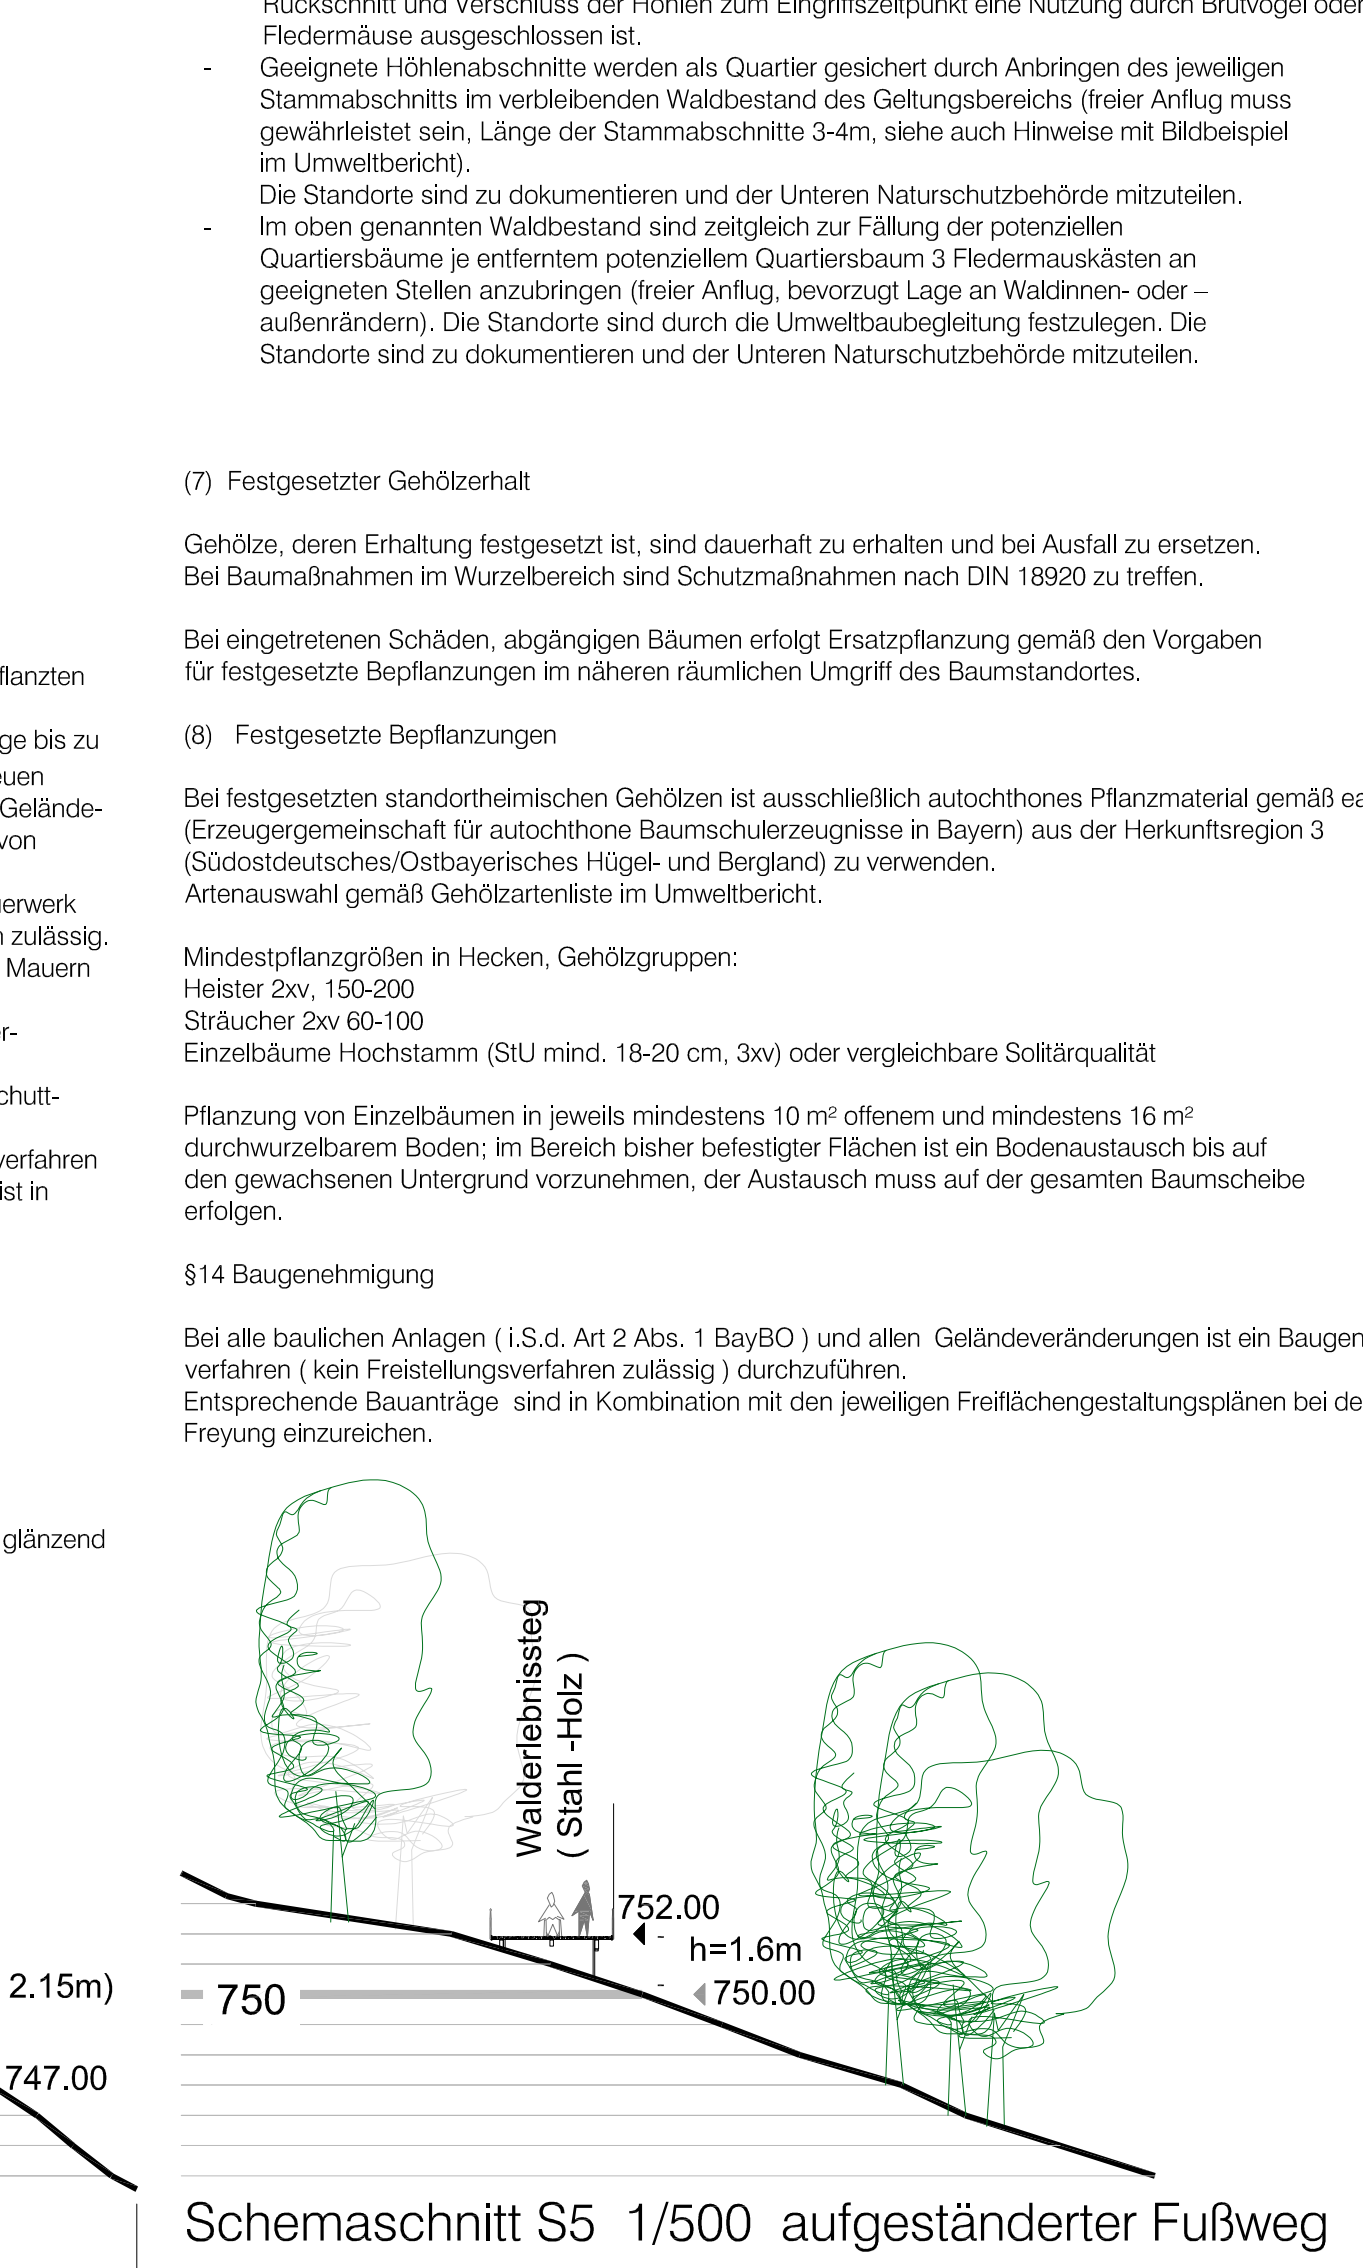 Rückschnitt und Verschluss der Höhlen zum Eingriffszeitpunkt eine Nutzung durch Brutvögel oder
Fledermäuse ausgeschlossen ist.
- Geeignete Höhlenabschnitte werden als Quartier gesichert durch Anbringen des jeweiligen
Stammabschnitts im verbleibenden Waldbestand des Geltungsbereichs (freier Anflug muss
gewährleistet sein, Länge der Stammabschnitte 3-4m, siehe auch Hinweise mit Bildbeispiel
im Umweltbericht).
Die Standorte sind zu dokumentieren und der Unteren Naturschutzbehörde mitzuteilen.
- Im oben genannten Waldbestand sind zeitgleich zur Fällung der potenziellen
Quartiersbäume je entferntem potenziellem Quartiersbaum 3 Fledermauskästen an
geeigneten Stellen anzubringen (freier Anflug, bevorzugt Lage an Waldinnen- oder –
außenrändern). Die Standorte sind durch die Umweltbaubegleitung festzulegen. Die
Standorte sind zu dokumentieren und der Unteren Naturschutzbehörde mitzuteilen.
(7) Festgesetzter Gehölzerhalt
Gehölze, deren Erhaltung festgesetzt ist, sind dauerhaft zu erhalten und bei Ausfall zu ersetzen.
Bei Baumaßnahmen im Wurzelbereich sind Schutzmaßnahmen nach DIN 18920 zu treffen.
Bei eingetretenen Schäden, abgängigen Bäumen erfolgt Ersatzpflanzung gemäß den Vorgaben
für festgesetzte Bepflanzungen im näheren räumlichen Umgriff des Baumstandortes.
(8) Festgesetzte Bepflanzungen
Bei festgesetzten standortheimischen Gehölzen ist ausschließlich autochthones Pflanzmaterial gemäß ea
(Erzeugergemeinschaft für autochthone Baumschulerzeugnisse in Bayern) aus der Herkunftsregion 3
(Südostdeutsches/Ostbayerisches Hügel- und Bergland) zu verwenden.
Artenauswahl gemäß Gehölzartenliste im Umweltbericht.
Mindestpflanzgrößen in Hecken, Gehölzgruppen:
Heister 2xv, 150-200
Sträucher 2xv 60-100
Einzelbäume Hochstamm (StU mind. 18-20 cm, 3xv) oder vergleichbare Solitärqualität
Pflanzung von Einzelbäumen in jeweils mindestens 10 m² offenem und mindestens 16 m²
durchwurzelbarem Boden; im Bereich bisher befestigter Flächen ist ein Bodenaustausch bis auf
den gewachsenen Untergrund vorzunehmen, der Austausch muss auf der gesamten Baumscheibe
erfolgen.
§14 Baugenehmigung
Bei alle baulichen Anlagen ( i.S.d. Art 2 Abs. 1 BayBO ) und allen Geländeveränderungen ist ein Baugen
verfahren ( kein Freistellungsverfahren zulässig ) durchzuführen.
Entsprechende Bauanträge sind in Kombination mit den jeweiligen Freiflächengestaltungsplänen bei de
Freyung einzureichen.
flanzten
ge bis zu
euen
Gelände-
von
erwerk
zulässig.
Mauern
er-
chutt-
verfahren
ist in
glänzend
2.15m)
747.00
Walderlebnissteg
( Stahl -Holz )
752.00
h=1.6m
750.00
750
Schemaschnitt S5 1/500 aufgeständerter Fußweg